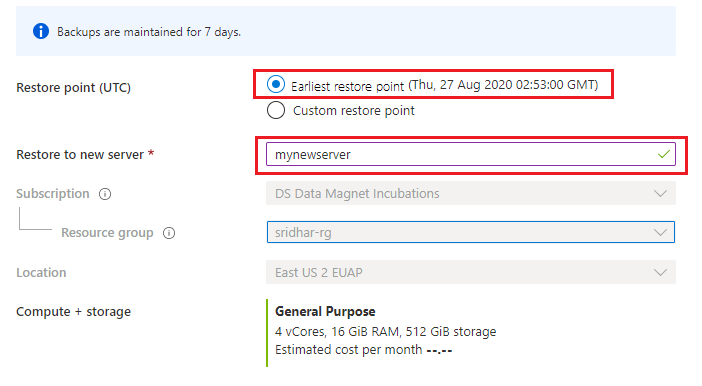 Backups are maintained for 7 days.
Restore point (UTC)
Earliest restore point (Thu, 27 Aug 2020 02:53:00 GMT)
Custom restore point
Restore to new server *
mynewserver
Subscription
DS Data Magnet Incubations
Resource group
sridhar-rg
Location
East US 2 EUAP
Compute + storage
General Purpose
4 vCores, 16 GiB RAM, 512 GiB storage
Estimated cost per month --.--